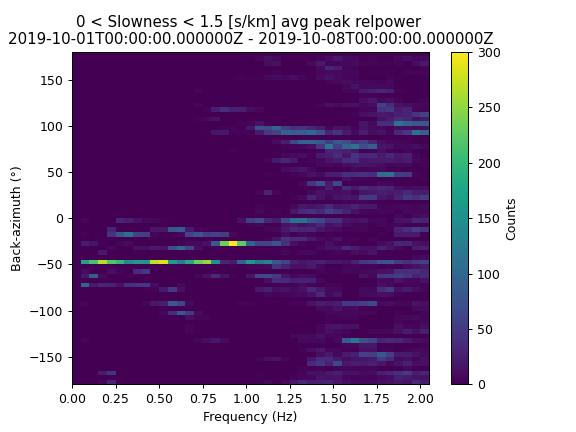 0 < Slowness < 1.5 [s/km] avg peak relpower
2019-10-01T00:00:00.000000Z - 2019-10-08T00:00:00.000000Z
300
150
250
100
200
50
0
150
−50
100
−100
50
−150
0
Back-azimuth (°)
Counts
0.00 0.25 0.50 0.75 1.00 1.25 1.50 1.75 2.00
Frequency (Hz)